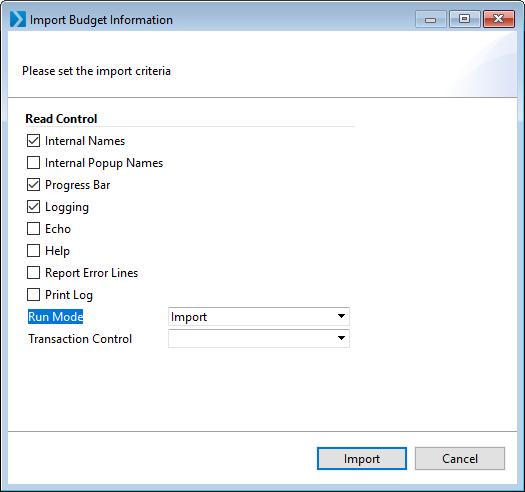 Import Budget Information
Please set the import criteria
Read Control
Internal Names
Internal Popup Names
Progress Bar
Logging
Echo
Help
Report Error Lines
Print Log
Run Mode Import
Transaction Control
Import Cancel